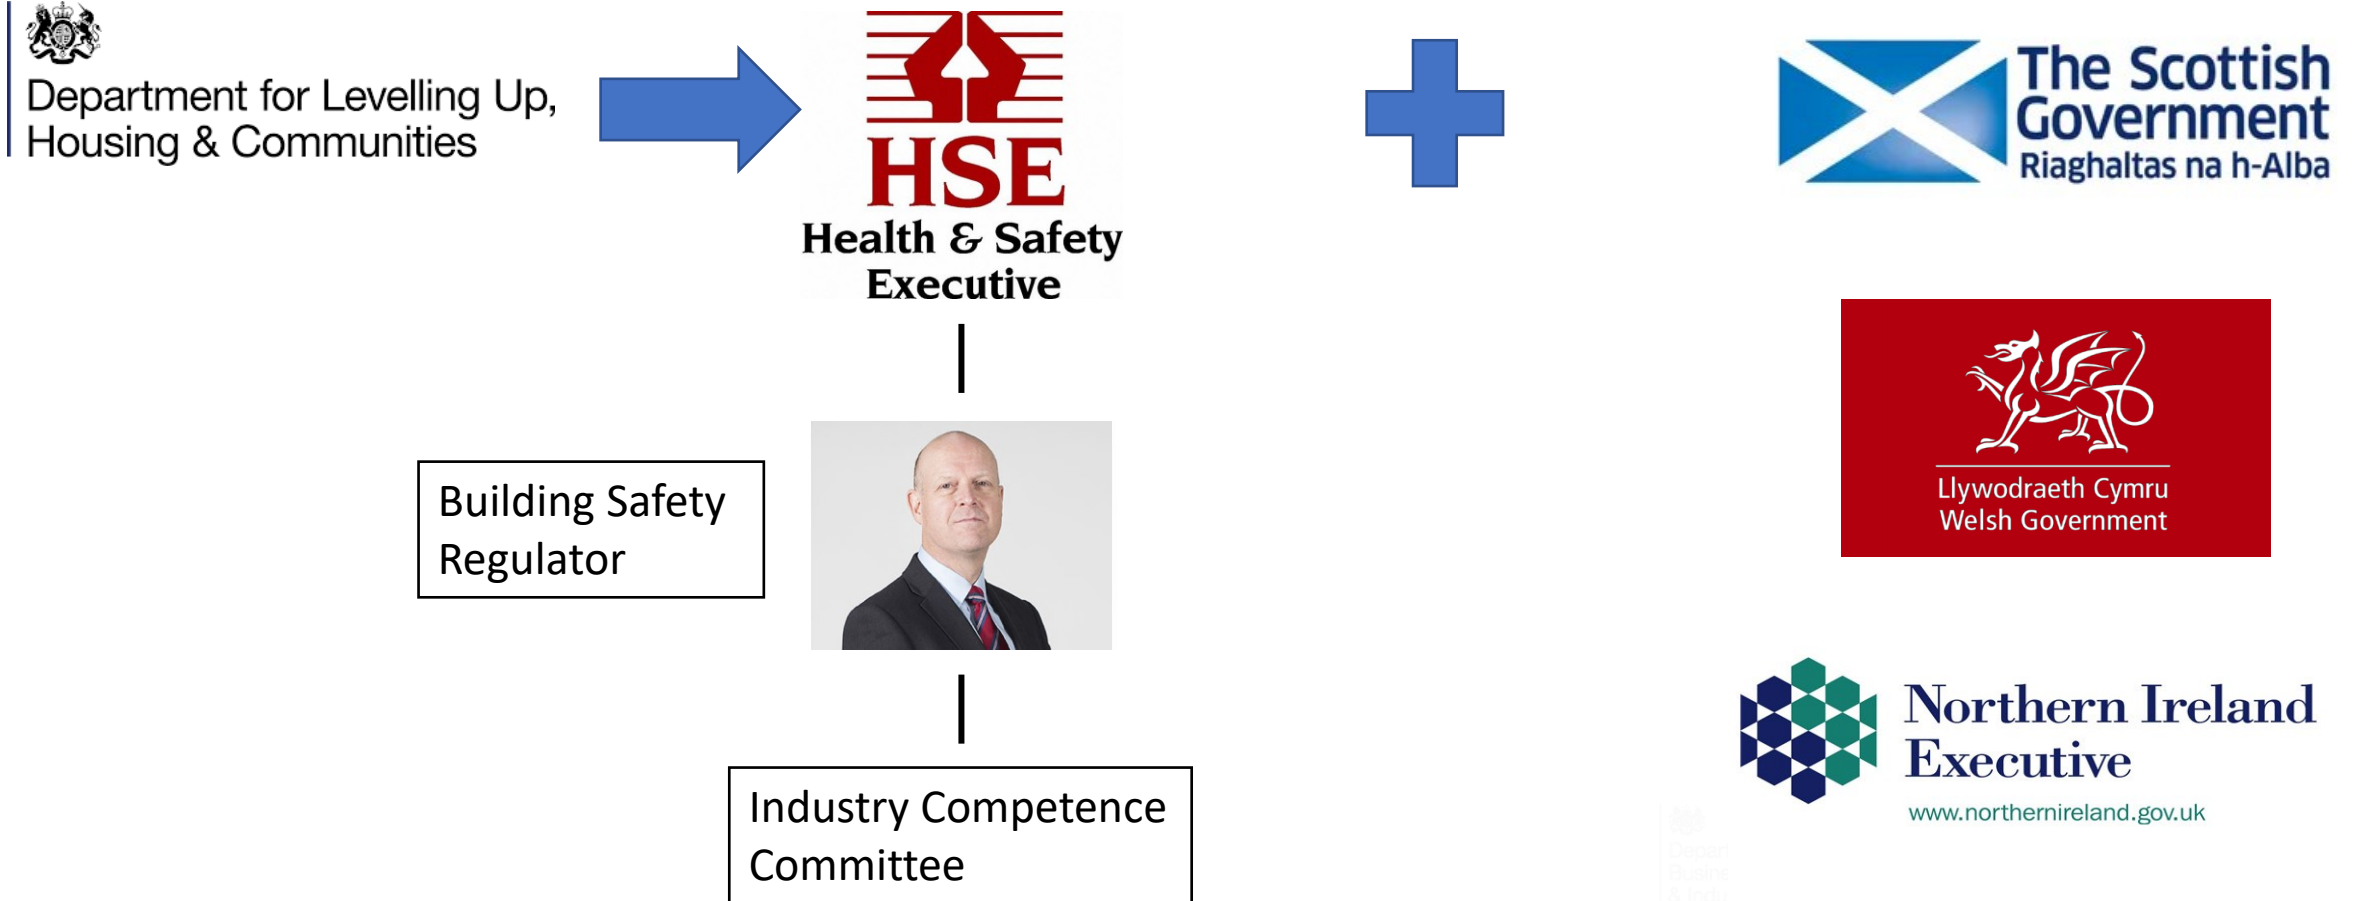 Department for Levelling Up,
Housing & Communities
HSE
Health & Safety
Executive
The Scottish
Government
Riaghaltas na h-Alba
Llywodraeth Cymru
Welsh Government
Building Safety
Regulator
Northern Ireland
Executive
www.northernireland.gov.uk
Industry Competence
Committee